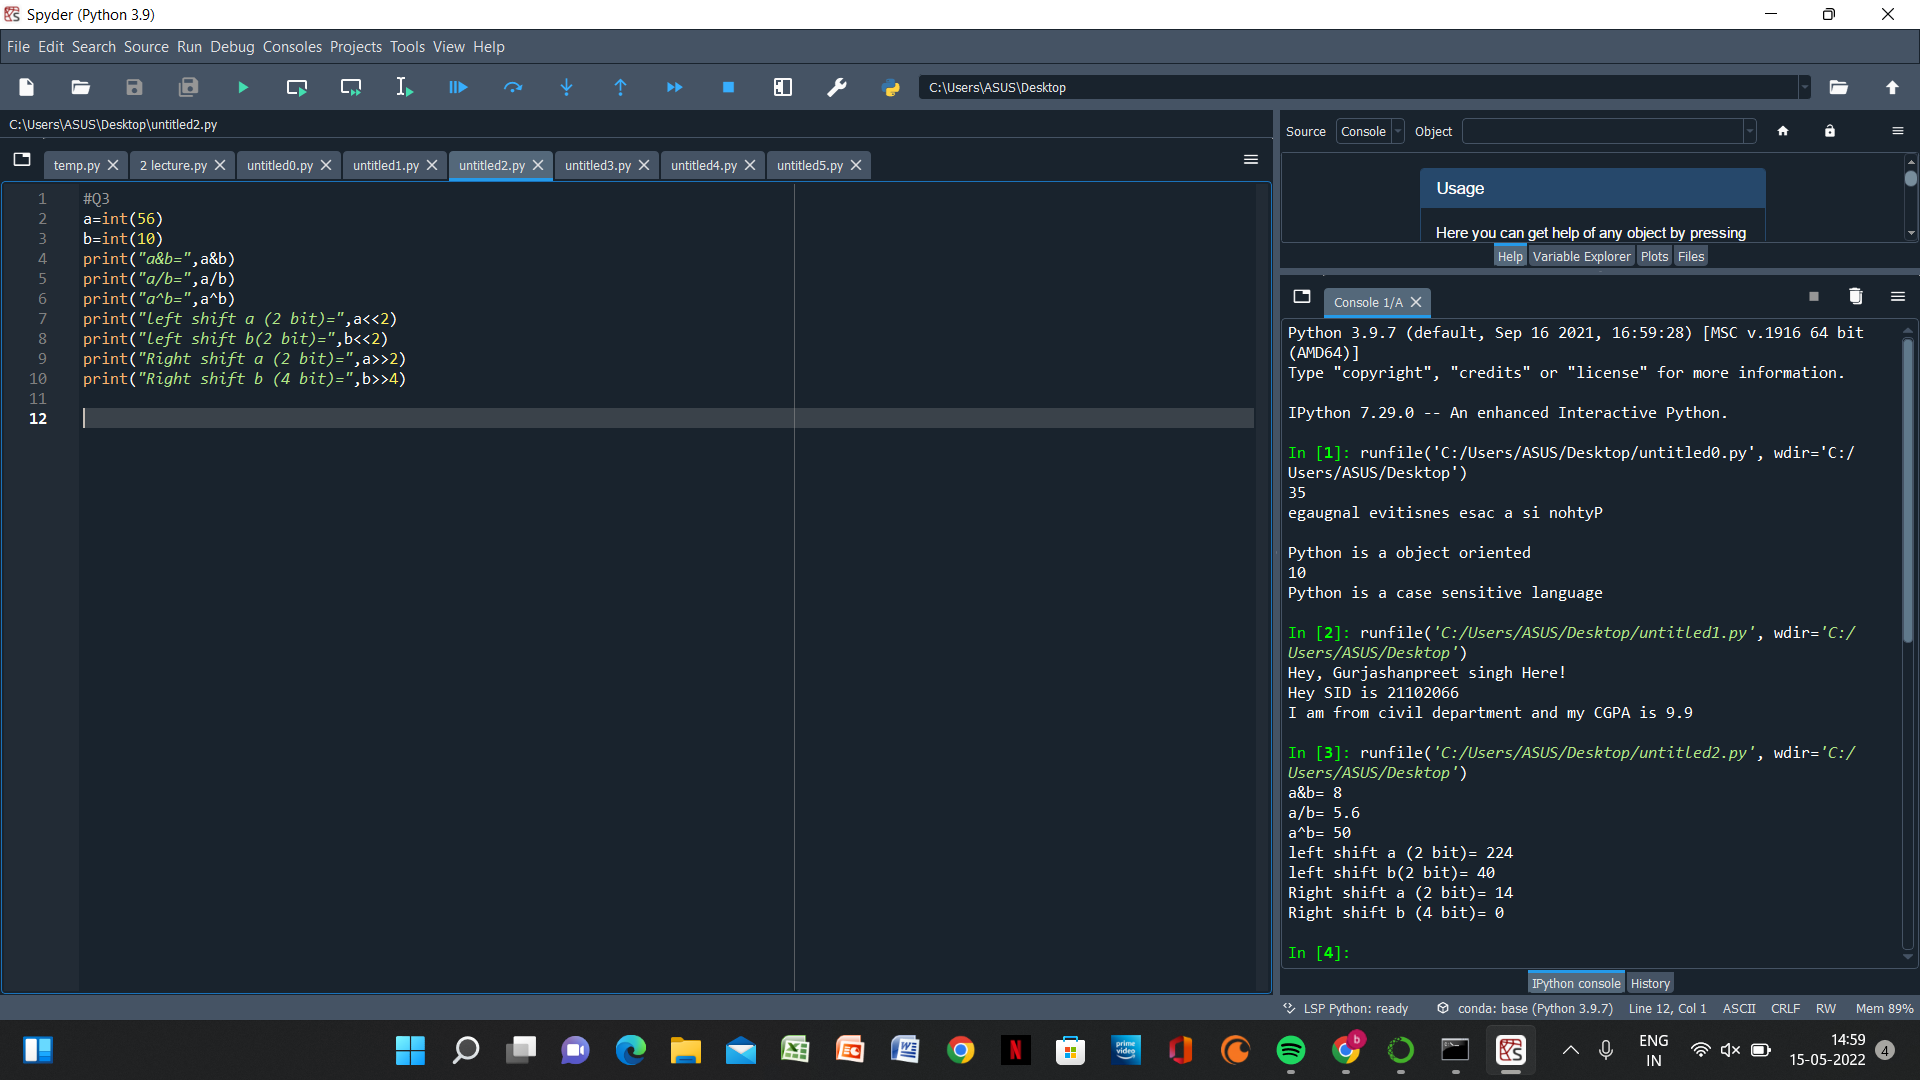 Spyder (Python 3.9)
File Edit Search Source Run Debug Consoles Projects Tools View Help
C:\Users\ASUS\Desktop
C:\Users\ASUS\Desktop\untitled2.py
temp.py 2 lecture.py untitled0.py untitled1.py untitled2.py untitled3.py untitled4.py untitled5.py
1 #Q3
2 a=int(56)
3 b=int(10)
4 print("a&b=",a&b)
5 print("a/b=",a/b)
6 print("a^b=",a^b)
7 print("left shift a (2 bit)=",a<<2)
8 print("left shift b(2 bit)=",b<<2)
9 print("Right shift a (2 bit)=",a>>2)
10 print("Right shift b (4 bit)=",b>>4)
11
12
Source Console Object
Usage
Here you can get help of any object by pressing
Help Variable Explorer Plots Files
Console 1/A
Python 3.9.7 (default, Sep 16 2021, 16:59:28) [MSC v.1916 64 bit
(AMD64)]
Type "copyright", "credits" or "license" for more information.
IPython 7.29.0 -- An enhanced Interactive Python.
In [1]: runfile('C:/Users/ASUS/Desktop/untitled0.py', wdir='C:/
Users/ASUS/Desktop')
35
egaugnal evitisnes esac a si nohtyP
Python is a object oriented
10
Python is a case sensitive language
In [2]: runfile('C:/Users/ASUS/Desktop/untitled1.py', wdir='C:/
Users/ASUS/Desktop')
Hey, Gurjashanpreet singh Here!
Hey SID is 21102066
I am from civil department and my CGPA is 9.9
In [3]: runfile('C:/Users/ASUS/Desktop/untitled2.py', wdir='C:/
Users/ASUS/Desktop')
a&b= 8
a/b= 5.6
a^b= 50
left shift a (2 bit)= 224
left shift b(2 bit)= 40
Right shift a (2 bit)= 14
Right shift b (4 bit)= 0
In [4]:
IPython console History
LSP Python: ready conda: base (Python 3.9.7) Line 12, Col 1 ASCII CRLF RW Mem 89%
prime video
b
ENG
IN
14:59
15-05-2022
4